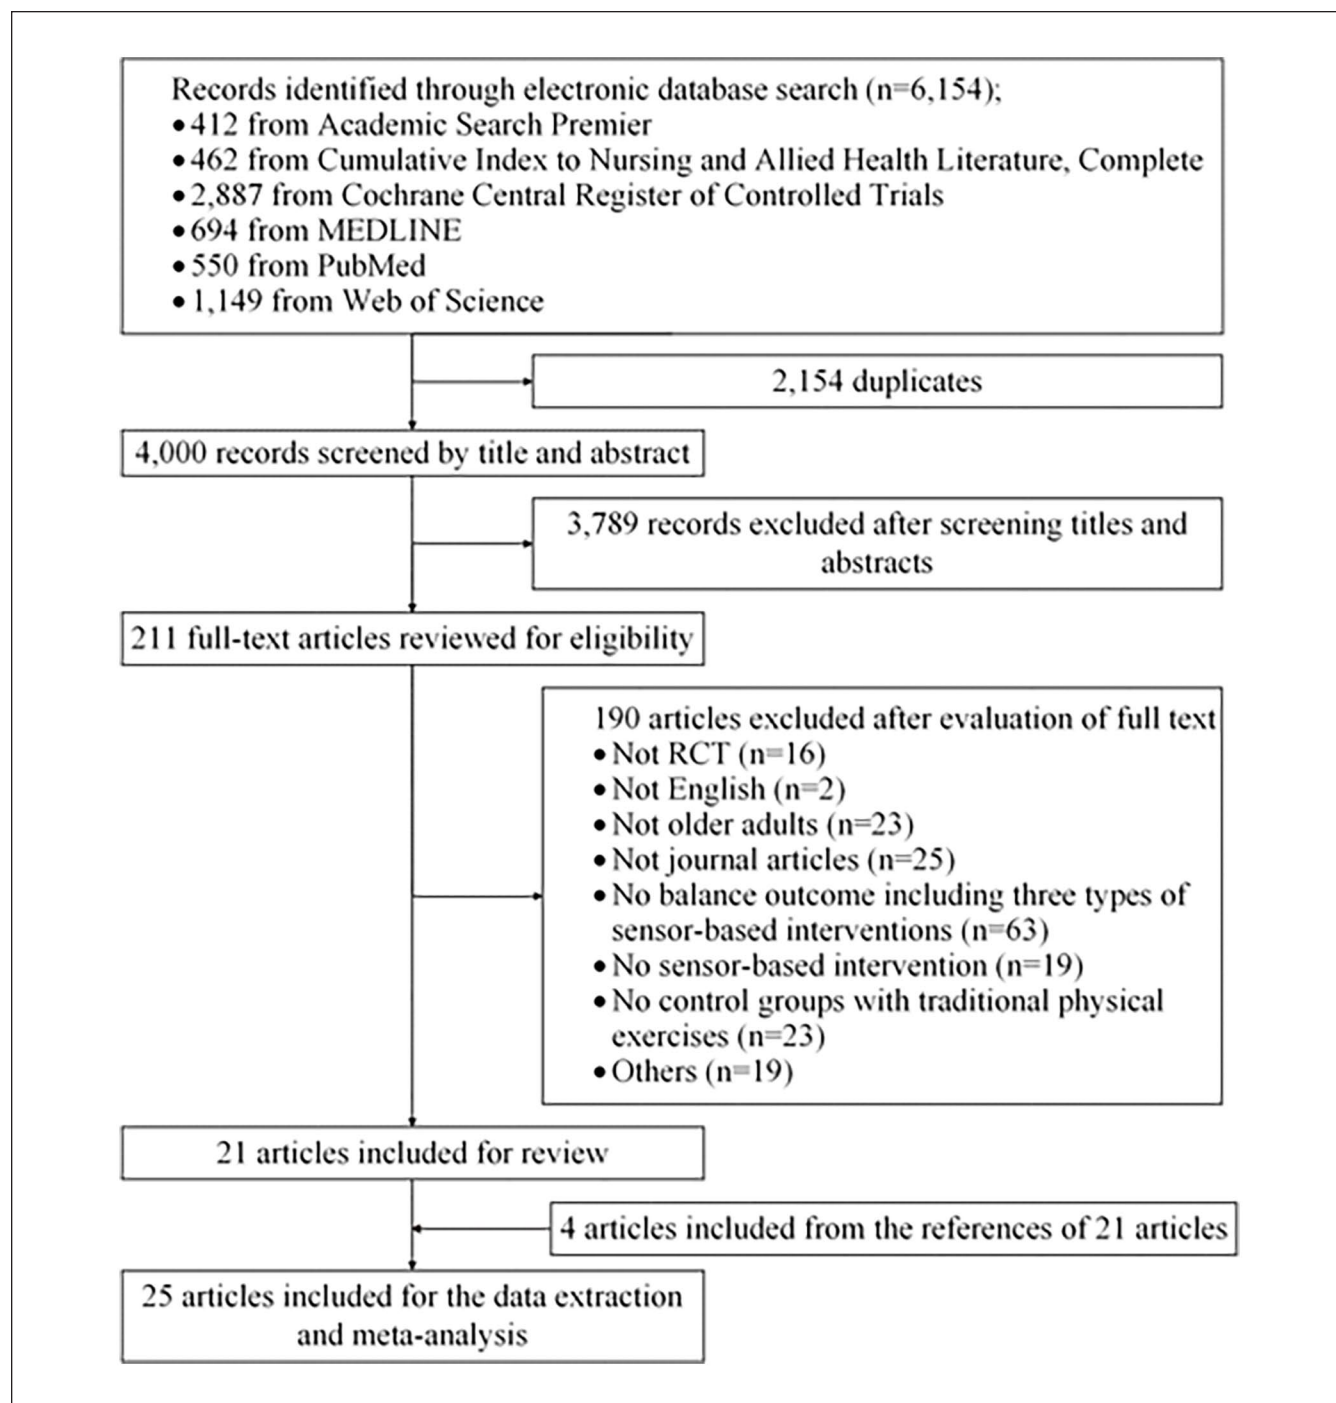 Records identified through electronic database search (n=6,154);
•412 from Academic Search Premier
•462 from Cumulative Index to Nursing and Allied Health Literature, Complete
•2,887 from Cochrane Central Register of Controlled Trials
•694 from MEDLINE
•550 from PubMed
•1,149 from Web of Science
2,154 duplicates
4,000 records screened by title and abstract
3,789 records excluded after screening titles and
abstracts
211 full-text articles reviewed for eligibility
190 articles excluded after evaluation of full text
•Not RCT (n=16)
•Not English (n=2)
•Not older adults (n=23)
•Not journal articles (n=25)
•No balance outcome including three types of
sensor-based interventions (n=63)
•No sensor-based intervention (n=19)
•No control groups with traditional physical
exercises (n=23)
•Others (n=19)
21 articles included for review
4 articles included from the references of 21 articles
25 articles included for the data extraction
and meta-analysis